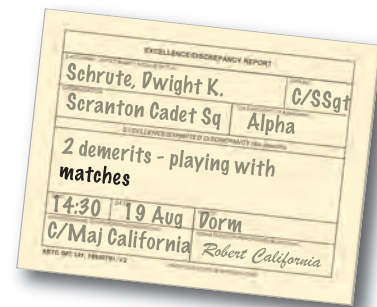 EXCELLENCE/DISCREPANCY REPORT
Schrute, Dwight K. C/SSgt
Scranton Cadet Sq Alpha
2 demerits - playing with
matches
14:30 19 Aug Dorm
C/Maj California Robert California